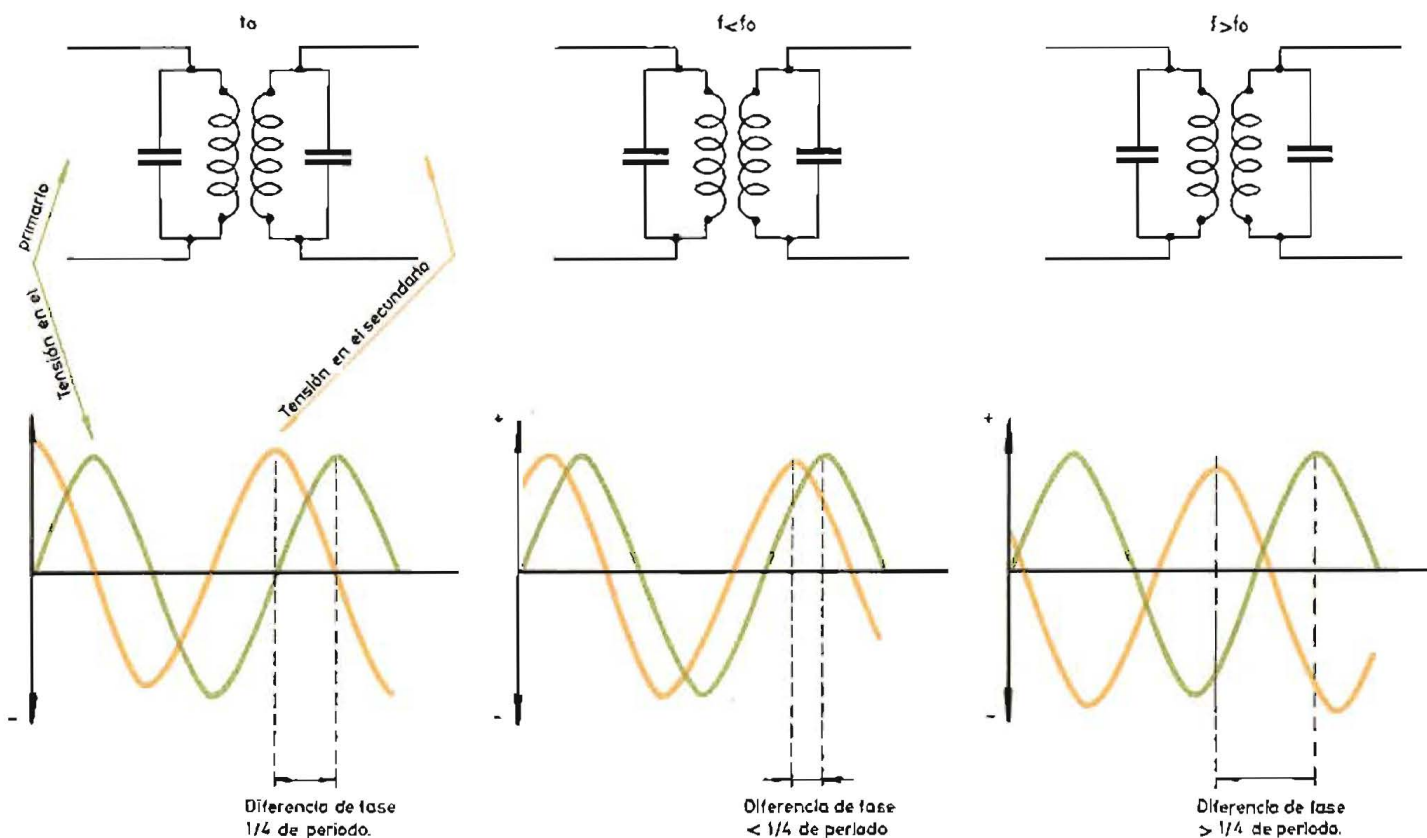 fo
f<fo
f>fo
primario
Tensión en el
Tensión en el secundario
-
+
-
+
-
Diferencia de fase
1/4 de periodo.
Diferencia de fase
< 1/4 de periodo
Diferencia de fase
> 1/4 de periodo.